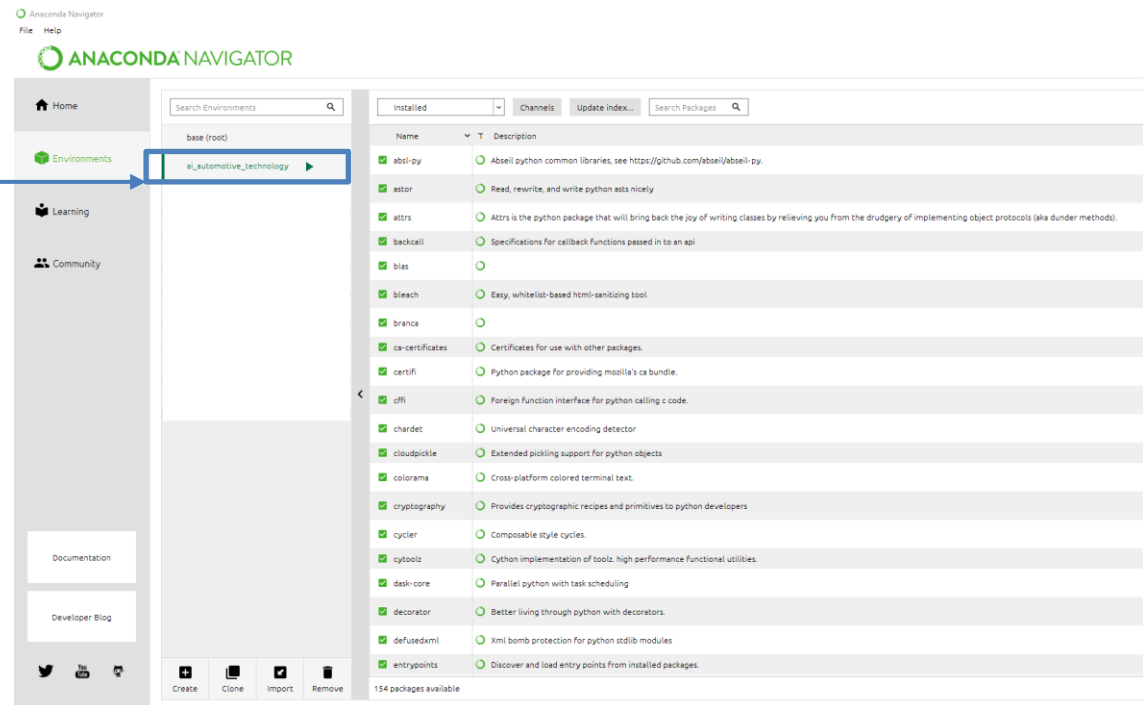 Anaconda Navigator
File Help
ANACONDA NAVIGATOR
Home
Environments
Learning
Community
Documentation
Developer Blog
You
Tube
Search Environments
base (root)
ai_automotive_technology
Create Clone Import Remove
Installed Channels Update index... Search Packages
Name T Description
absl-py Abseil python common libraries, see https://github.com/abseil/abseil-py.
astor Read, rewrite, and write python asts nicely
attrs Attrs is the python package that will bring back the joy of writing classes by relieving you from the drudgery of implementing object protocols (aka dunder methods).
backcall Specifications for callback functions passed in to an api
blas
bleach Easy, whitelist-based html-sanitizing tool
branca
ca-certificates Certificates for use with other packages.
certifi Python package for providing mozilla's ca bundle.
cffi Foreign function interface for python calling c code.
chardet Universal character encoding detector
cloudpickle Extended pickling support for python objects
colorama Cross-platform colored terminal text.
cryptography Provides cryptographic recipes and primitives to python developers
cycler Composable style cycles.
cytoolz Cython implementation of toolz. high performance functional utilities.
dask-core Parallel python with task scheduling
decorator Better living through python with decorators.
defusedxml Xml bomb protection for python stdlib modules
entrypoints Discover and load entry points from installed packages.
154 packages available